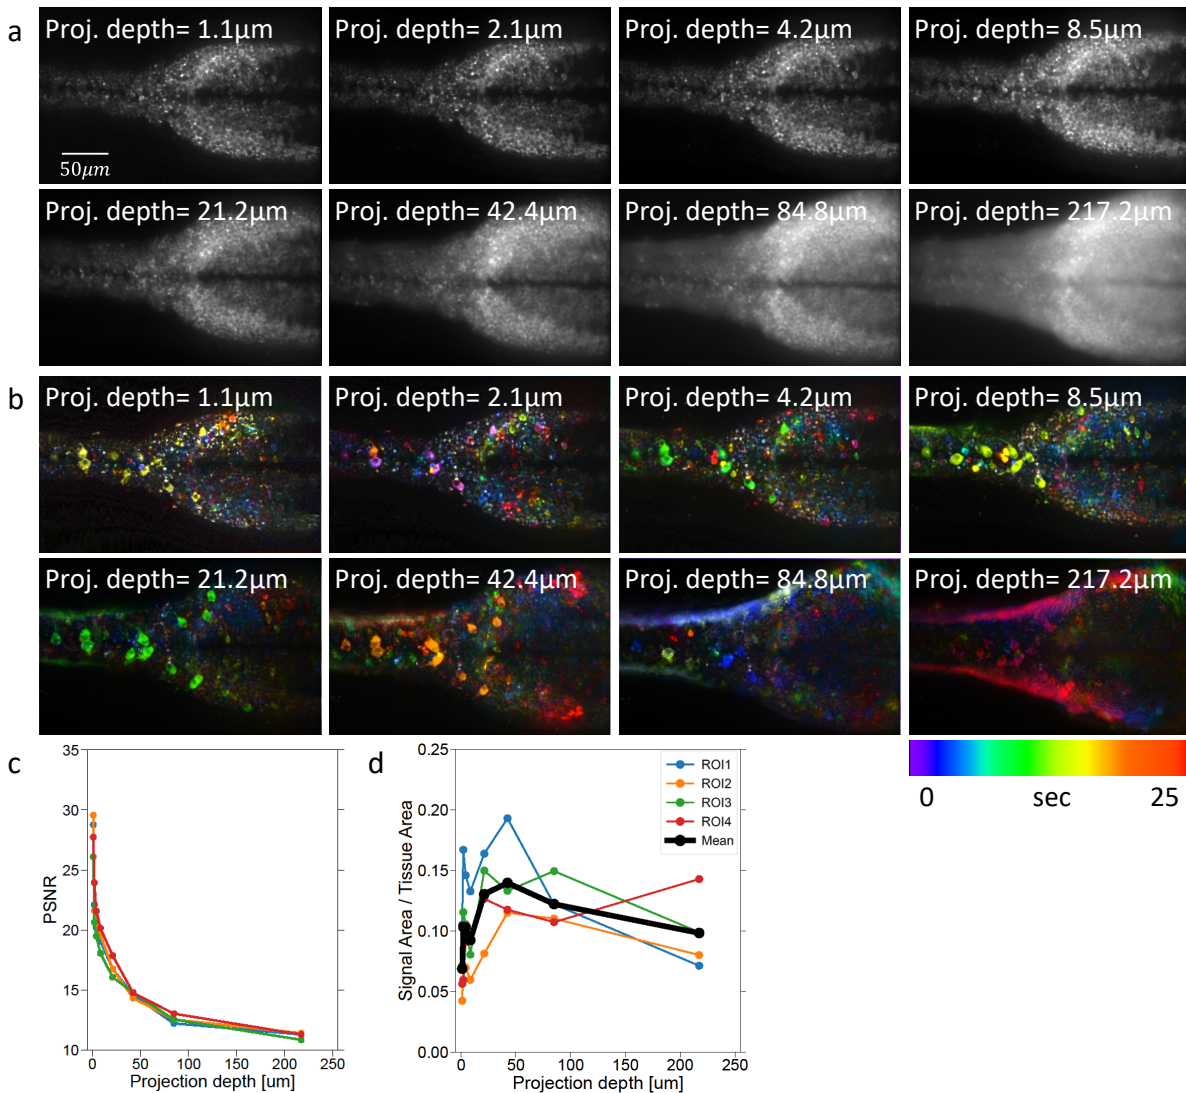 a
Proj. depth= 1.1µm
Proj. depth= 2.1µm
Proj. depth= 4.2µm
Proj. depth= 8.5µm
50µm
Proj. depth= 21.2µm
Proj. depth= 42.4µm
Proj. depth= 84.8µm
Proj. depth= 217.2µm
b
Proj. depth= 1.1µm
Proj. depth= 2.1µm
Proj. depth= 4.2µm
Proj. depth= 8.5µm
Proj. depth= 21.2µm
Proj. depth= 42.4µm
Proj. depth= 84.8µm
Proj. depth= 217.2µm
0 sec 25
c
35
30
25
20
15
10
PSNR
0 50 100 150 200 250
Projection depth [um]
d
0.25
0.20
0.15
0.10
0.05
0.00
Signal Area / Tissue Area
ROI1
ROI2
ROI3
ROI4
Mean
0 50 100 150 200 250
Projection depth [um]